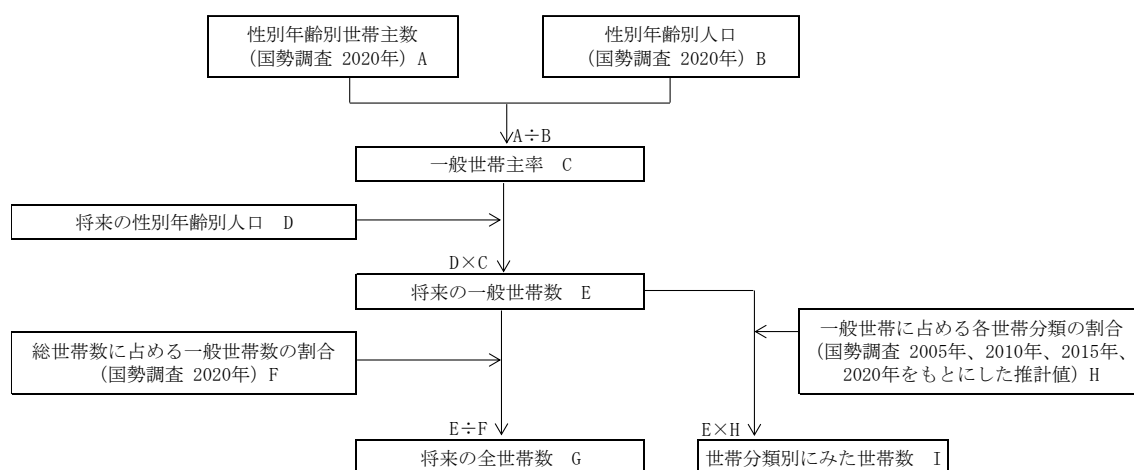 性別年齢別世帯主数
(国勢調査 2020年) A
性別年齢別人口
(国勢調査 2020年) B
A÷B
一般世帯主率 C
将来の性別年齢別人口 D
D×C
将来の一般世帯数 E
総世帯数に占める一般世帯数の割合
(国勢調査 2020年) F
一般世帯に占める各世帯分類の割合
(国勢調査 2005年、2010年、2015年、
2020年をもとにした推計値) H
E÷F
E×H
将来の全世帯数 G
世帯分類別にみた世帯数 I